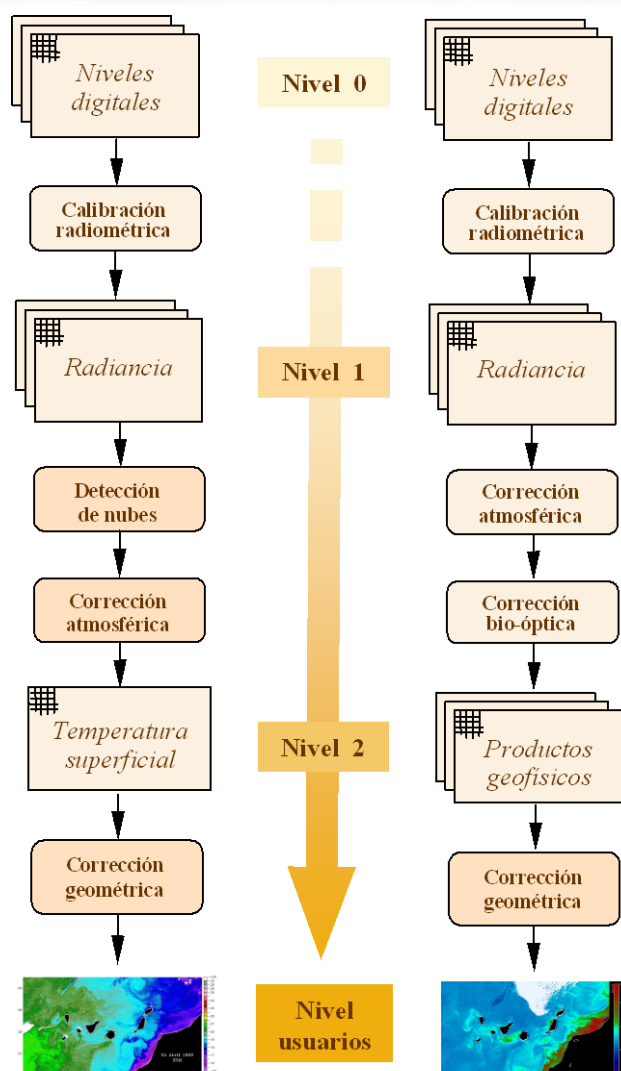 Niveles
digitales
Calibración
radiométrica
Radiancia
Detección
de nubes
Corrección
atmosférica
Temperatura
superficial
Corrección
geométrica
Nivel 0
Nivel 1
Nivel 2
Nivel
usuarios
Niveles
digitales
Calibración
radiométrica
Radiancia
Corrección
atmosférica
Corrección
bio-óptica
Productos
geofísicos
Corrección
geométrica